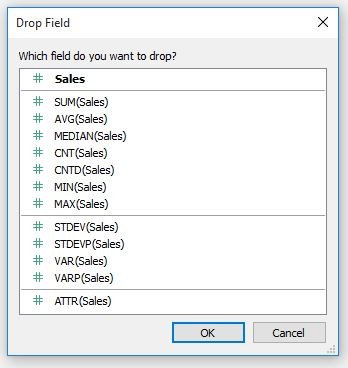 Drop Field
Which field do you want to drop?
Sales
SUM(Sales)
AVG(Sales)
MEDIAN(Sales)
CNT(Sales)
CNTD(Sales)
MIN(Sales)
MAX(Sales)
STDEV(Sales)
STDEVP(Sales)
VAR(Sales)
VARP(Sales)
ATTR(Sales)
OK Cancel